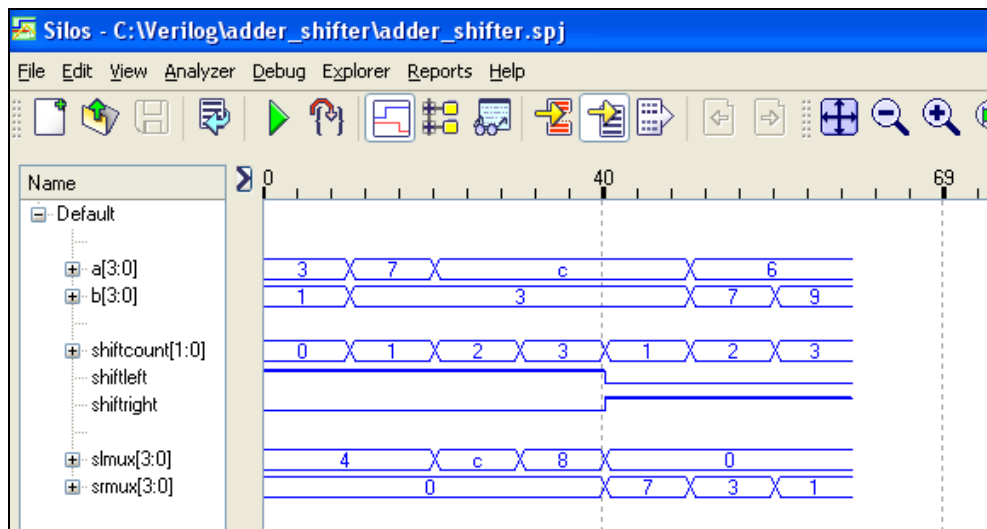 Silos - C:\Verilog\adder_shifter\adder_shifter.spj
File Edit View Analyzer Debug Explorer Reports Help
Name 0 40 69
Default
a[3:0] 3 7 c 6
b[3:0] 1 3 7 9
shiftcount[1:0] 0 1 2 3 1 2 3
shiftleft
shiftright
slmux[3:0] 4 c 8 0
srmux[3:0] 0 7 3 1